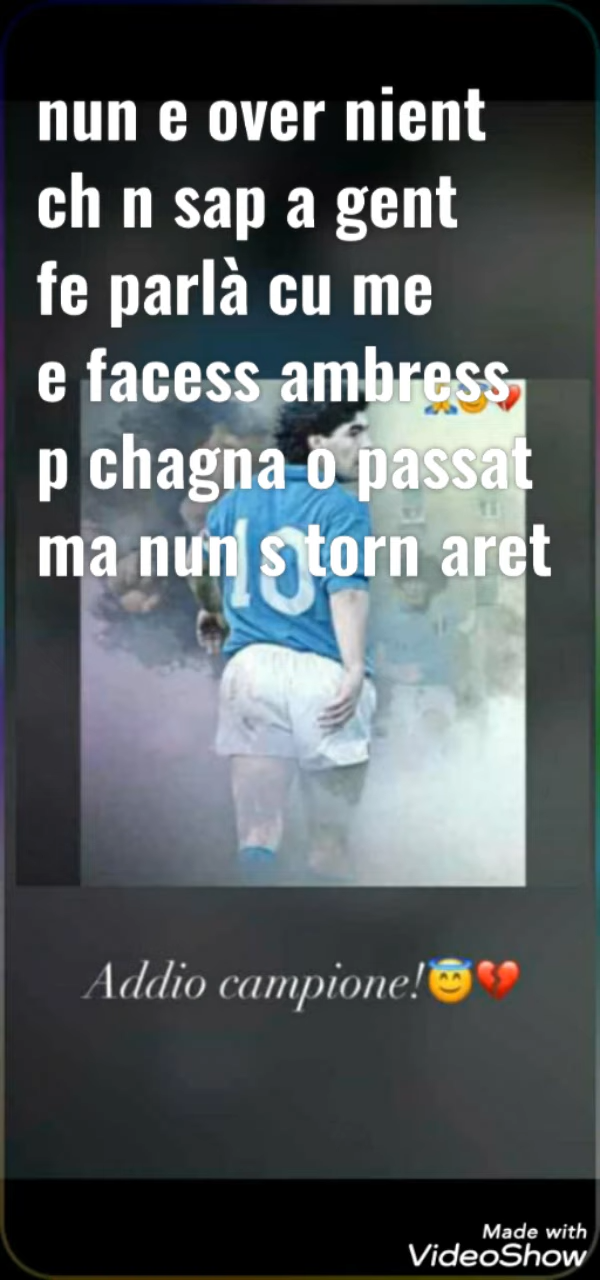 nun e over nient
ch n sap a gent
fe parlà cu me
e facess ambress
p chagna o passat
ma nun s torn aret
10
Addio campione!😇💔
Made with
VideoShow